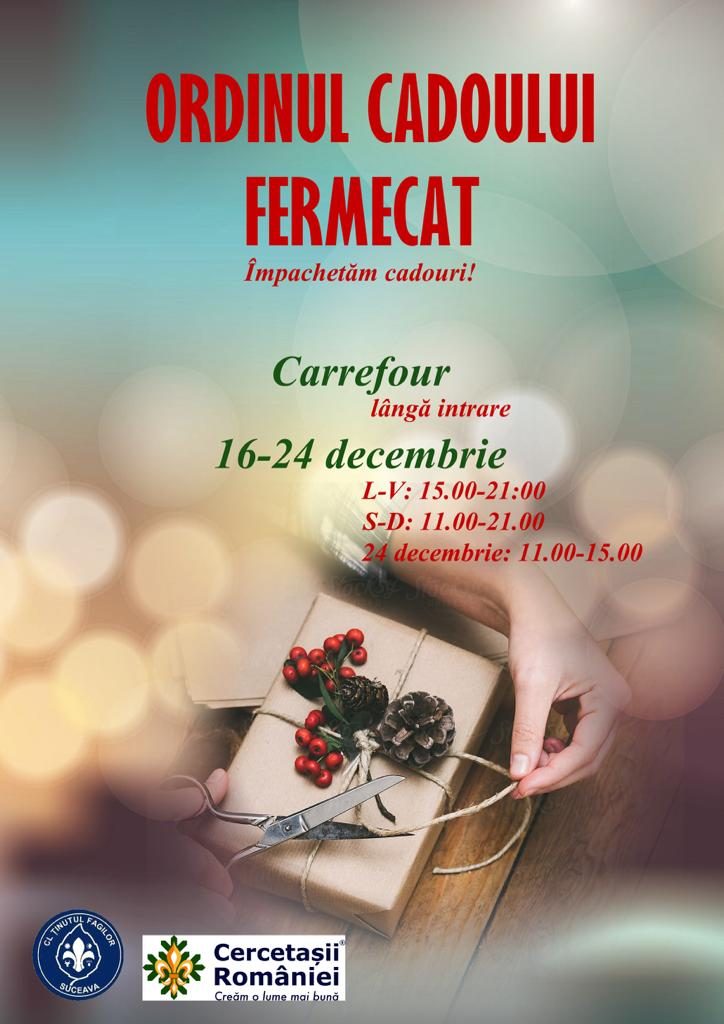 ORDINUL CADOULUI
FERMECAT
Împachetăm cadouri!
Carrefour
lângă intrare
16-24 decembrie
L-V: 15.00-21:00
S-D: 11.00-21.00
24 decembrie: 11.00-15.00
CL ȚINUTUL FAGILOR
SUCEAVA
Cercetașii®
României
Creăm o lume mai bună